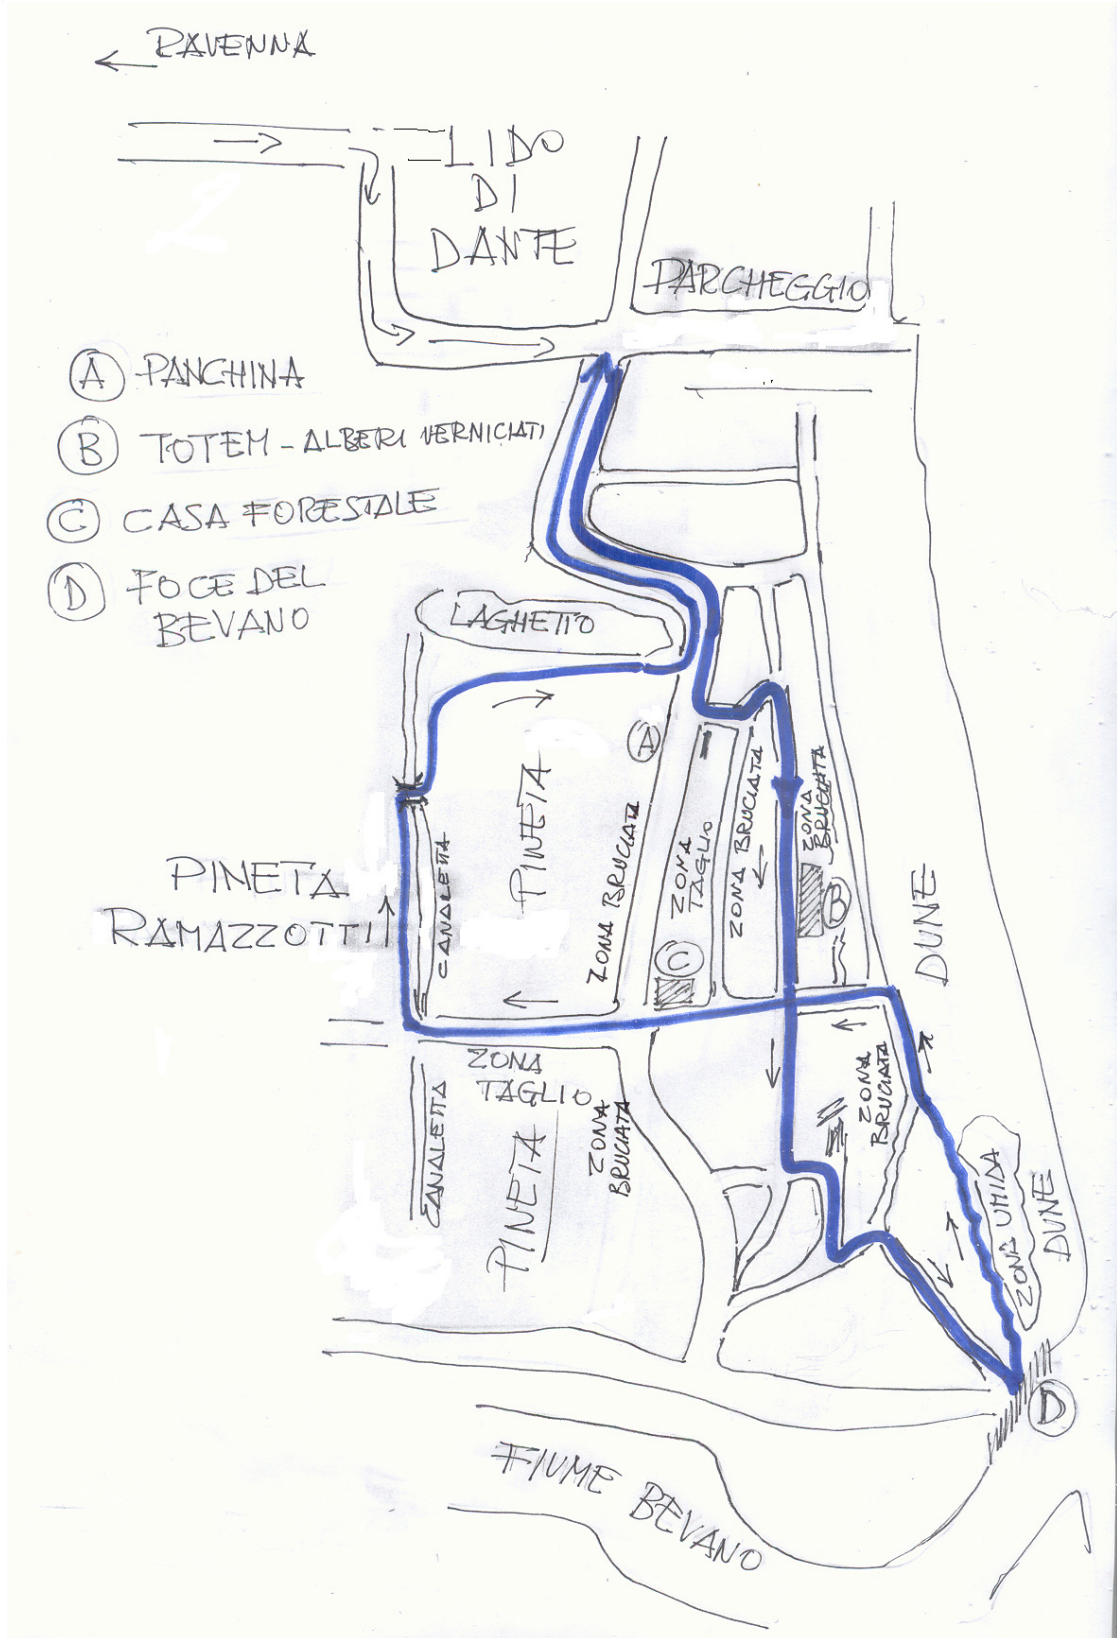 ← RAVENNA
LIDO
DI
DANTE
PARCHEGGIO
A PANCHINA
B TOTEM - ALBERI VERNICIATI
C CASA FORESTALE
D FOCE DEL
BEVANO
LAGHETTO
A
PINETA
ZONA BRUCIATA
ZONA
TAGLIO
ZONA BRUCIATA
ZONA
BRUCIATA
CANALETTA
PINETA
RAMAZZOTTI
B
C
DUNE
ZONA
TAGLIO
CANALETTA
PINETA
ZONA
BRUCIATA
ZONA
BRUCIATA
ZONA UMIDA
DUNE
D
FIUME BEVANO